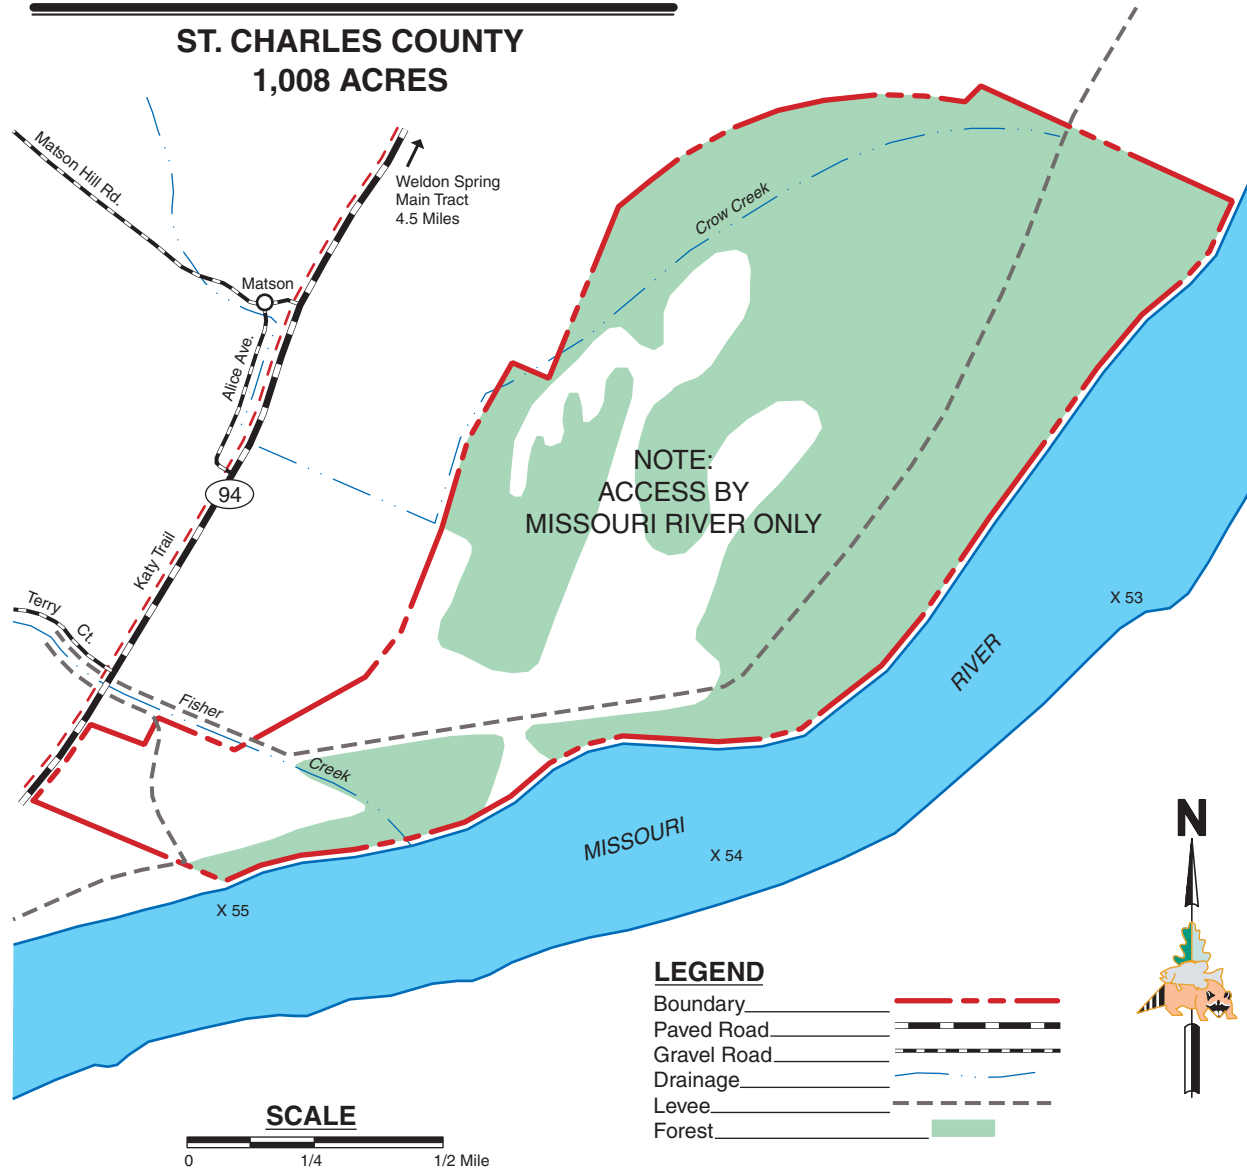 ST. CHARLES COUNTY
1,008 ACRES
Matson Hill Rd.
Weldon Spring
Main Tract
4.5 Miles
Crow Creek
Matson
Alice Ave.
NOTE:
ACCESS BY
MISSOURI RIVER ONLY
94
Katy Trail
Terry
Ct.
X 53
RIVER
Fisher
Creek
MISSOURI
X 54
X 55
N
LEGEND
Boundary
Paved Road
Gravel Road
Drainage
Levee
Forest
SCALE
0 1/4 1/2 Mile